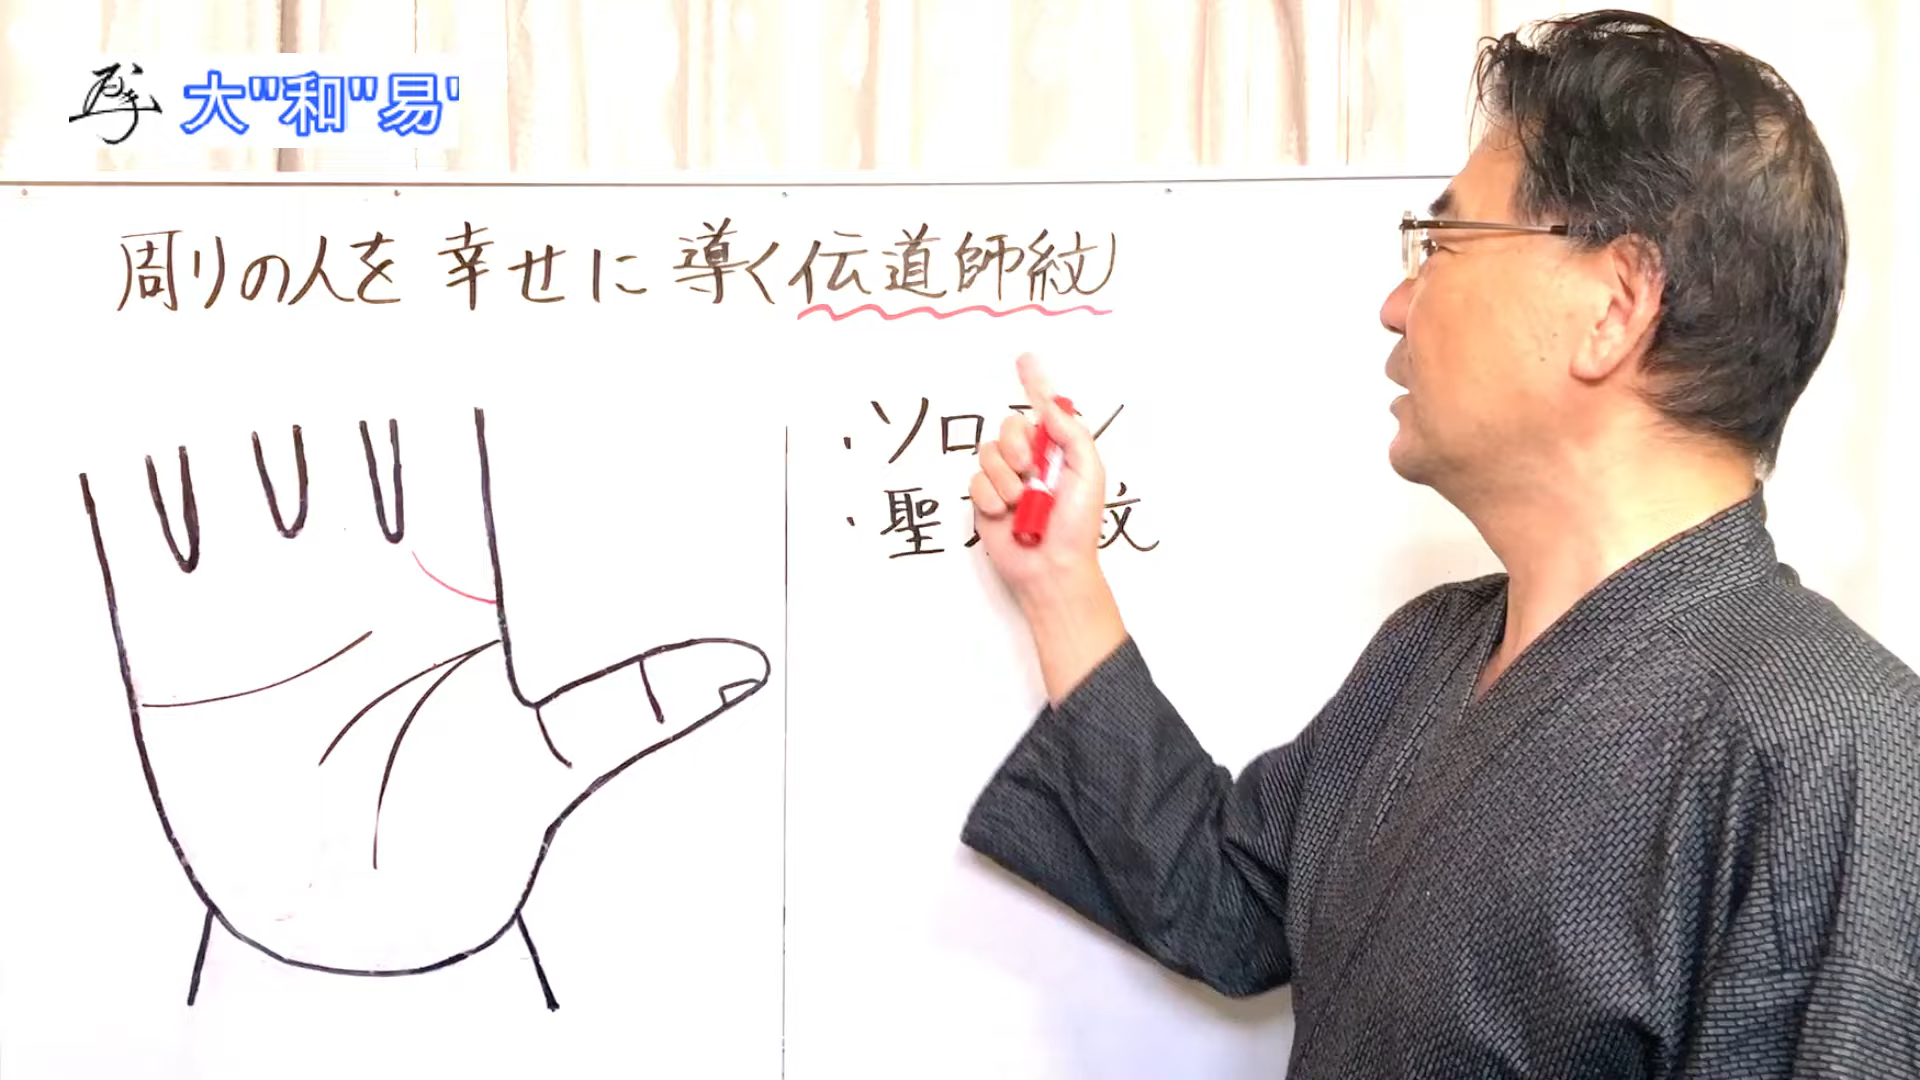 大"和"易"
周りの人を幸せに導く伝道師紋
・ソロ
・聖 紋